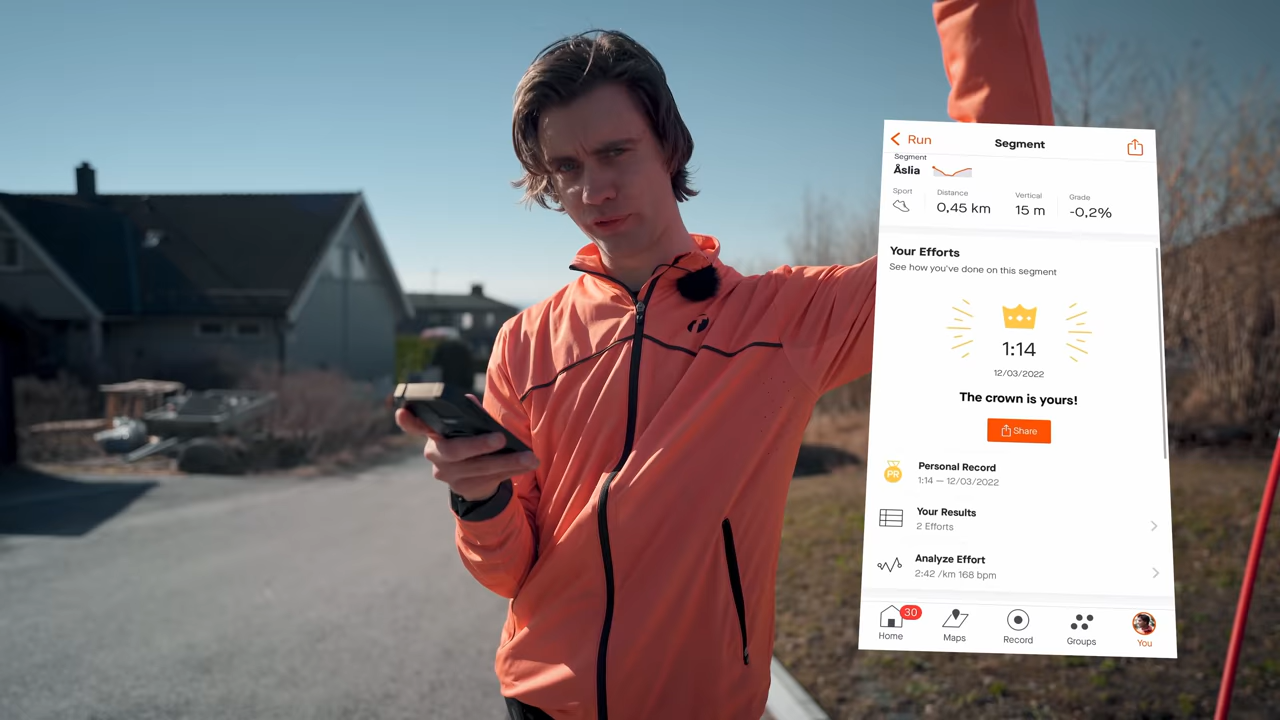 Run
Segment
Segment
Åslia
Sport
Distance
Vertical
Grade
0,45 km
15 m
-0,2%
Your Efforts
See how you've done on this segment
1:14
12/03/2022
The crown is yours!
Share
PR
Personal Record
1:14 — 12/03/2022
Your Results
2 Efforts
Analyze Effort
2:42 /km 168 bpm
30
Home
Maps
Record
Groups
You